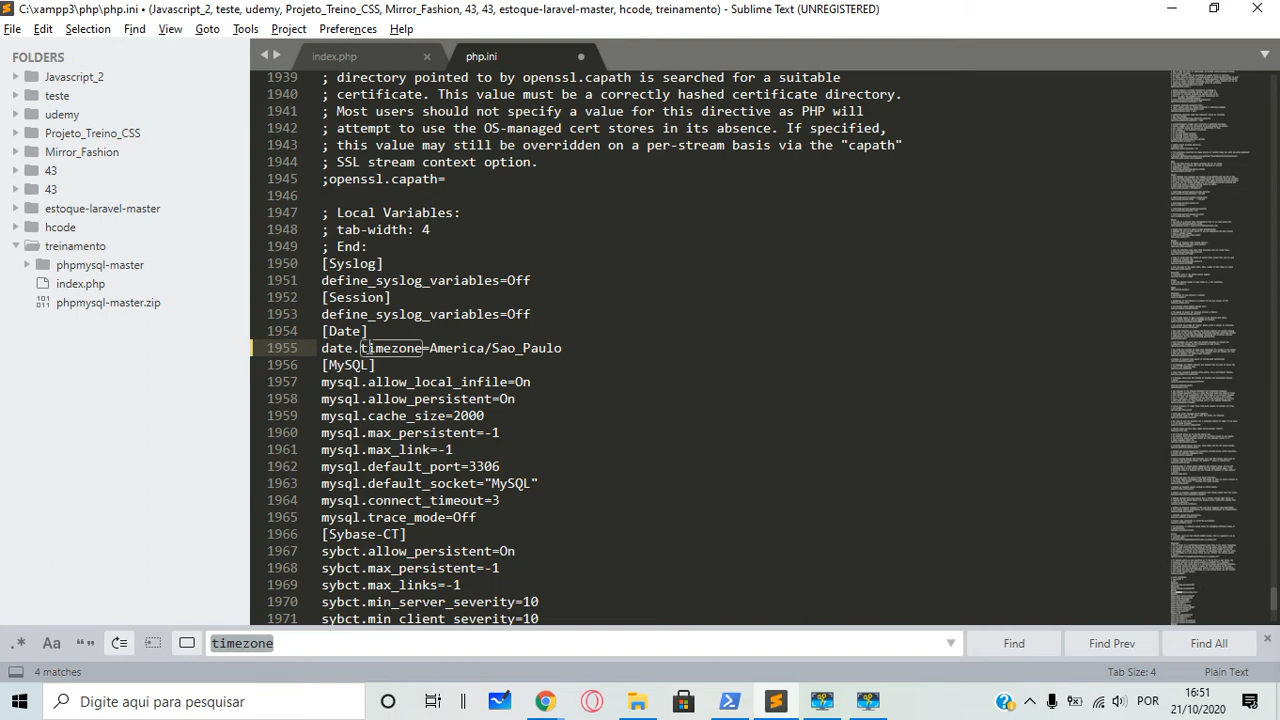 C:\xampp3\php\php.ini • (Javascript_2, teste, udemy, Projeto_Treino_CSS, Mirror_Fashion, 43, 43, estoque-laravel-master, hcode, treinamento) - Sublime Text (UNREGISTERED)
File Edit Selection Find View Goto Tools Project Preferences Help
FOLDERS
Javascript_2
teste
udemy
Projeto_Treino_CSS
Mirror_Fashion
43
43
estoque-laravel-master
hcode
treinamento
phpmysql-master
index.php
phpmysql-master.zip
index.php
php.ini
1939 ; directory pointed to by openssl.capath is searched for a suitable
1940 ; certificate. This value must be a correctly hashed certificate directory.
1941 ; Most users should not specify a value for this directive as PHP will
1942 ; attempt to use the OS-managed cert stores in its absence. If specified,
1943 ; this value may still be overridden on a per-stream basis via the "capath"
1944 ; SSL stream context option.
1945 ;openssl.capath=
1946
1947 ; Local Variables:
1948 ; tab-width: 4
1949 ; End:
1950 [Syslog]
1951 define_syslog_variables=Off
1952 [Session]
1953 define_syslog_variables=Off
1954 [Date]
1955 date.timezone=America/Sao_Paulo
1956 [MySQL]
1957 mysql.allow_local_infile=On
1958 mysql.allow_persistent=On
1959 mysql.cache_size=2000
1960 mysql.max_persistent=-1
1961 mysql.max_link=-1
1962 mysql.default_port=3306
1963 mysql.default_socket="MySQL"
1964 mysql.connect_timeout=3
1965 mysql.trace_mode=Off
1966 [Sybase-CT]
1967 sybct.allow_persistent=On
1968 sybct.max_persistent=-1
1969 sybct.max_links=-1
1970 sybct.min_server_severity=10
1971 sybct.min_client_severity=10
.* Aa “ ” timezone Find Find Prev Find All
4 matches Tab Size: 4 Plain Text
Digite aqui para pesquisar POR 16:51
21/10/2020